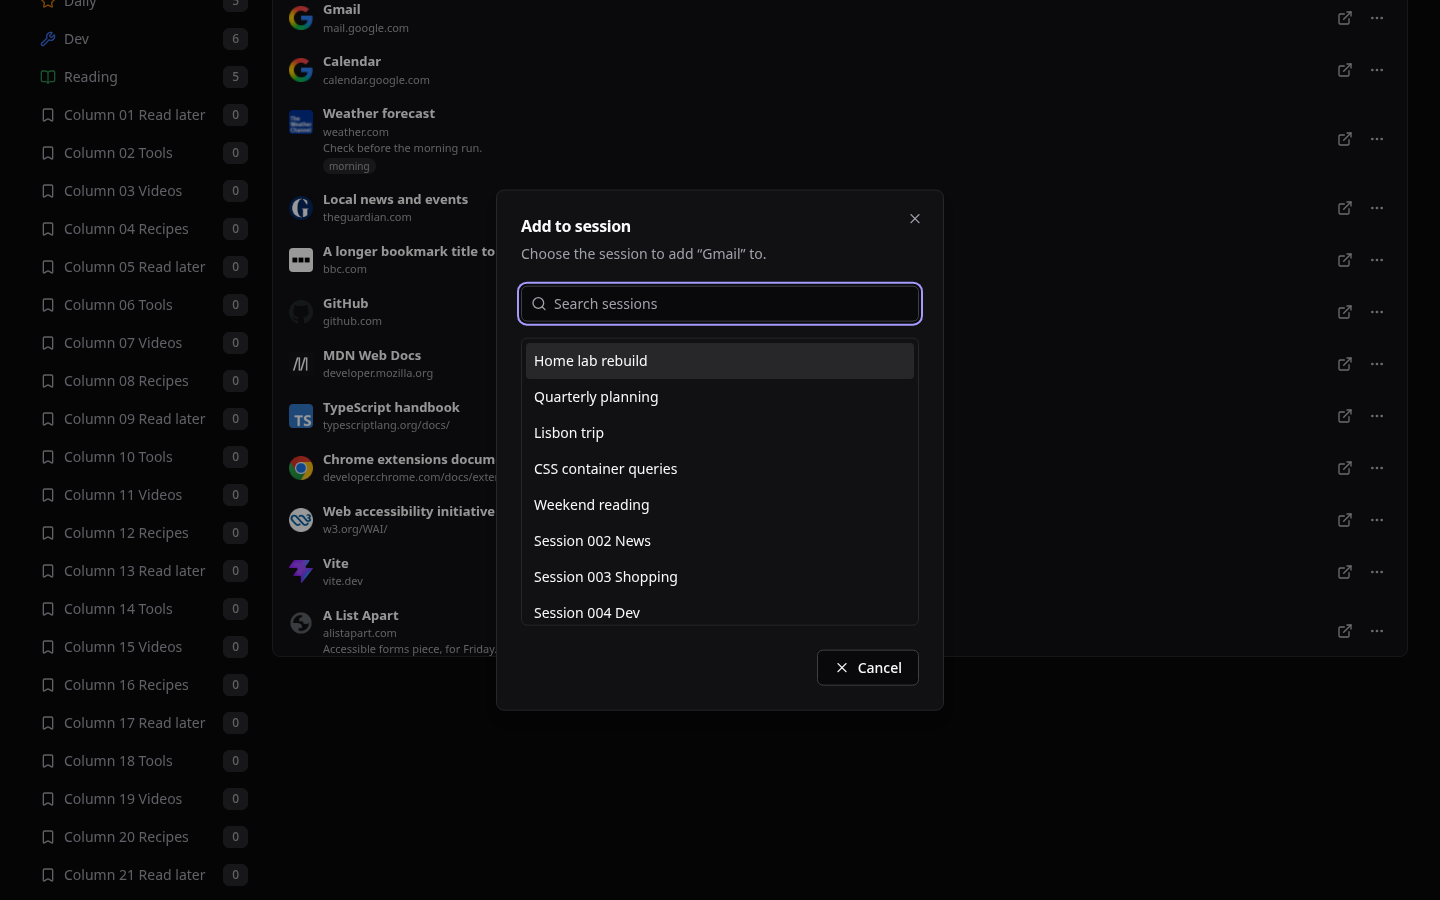 Daily 5
Dev 6
Reading 5
Column 01 Read later 0
Column 02 Tools 0
Column 03 Videos 0
Column 04 Recipes 0
Column 05 Read later 0
Column 06 Tools 0
Column 07 Videos 0
Column 08 Recipes 0
Column 09 Read later 0
Column 10 Tools 0
Column 11 Videos 0
Column 12 Recipes 0
Column 13 Read later 0
Column 14 Tools 0
Column 15 Videos 0
Column 16 Recipes 0
Column 17 Read later 0
Column 18 Tools 0
Column 19 Videos 0
Column 20 Recipes 0
Column 21 Read later 0
Gmail
mail.google.com
Calendar
calendar.google.com
The
Weather
Channel
Weather forecast
weather.com
Check before the morning run.
morning
Local news and events
theguardian.com
A longer bookmark title to
bbc.com
GitHub
github.com
MDN Web Docs
developer.mozilla.org
TS
TypeScript handbook
typescriptlang.org/docs/
Chrome extensions docum
developer.chrome.com/docs/exte
Web accessibility initiative
w3.org/WAI/
Vite
vite.dev
A List Apart
alistapart.com
Accessible forms piece, for Friday.
Add to session
Choose the session to add “Gmail” to.
Search sessions
Home lab rebuild
Quarterly planning
Lisbon trip
CSS container queries
Weekend reading
Session 002 News
Session 003 Shopping
Session 004 Dev
Cancel